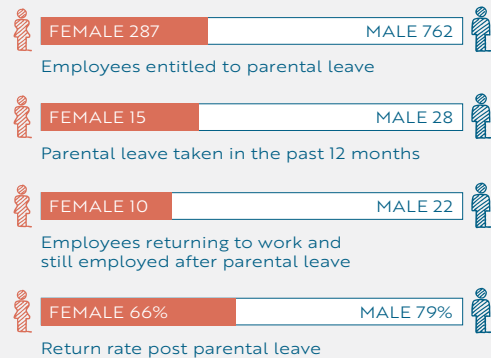 FEMALE 287 MALE 762
Employees entitled to parental leave
FEMALE 15 MALE 28
Parental leave taken in the past 12 months
FEMALE 10 MALE 22
Employees returning to work and
still employed after parental leave
FEMALE 66% MALE 79%
Return rate post parental leave